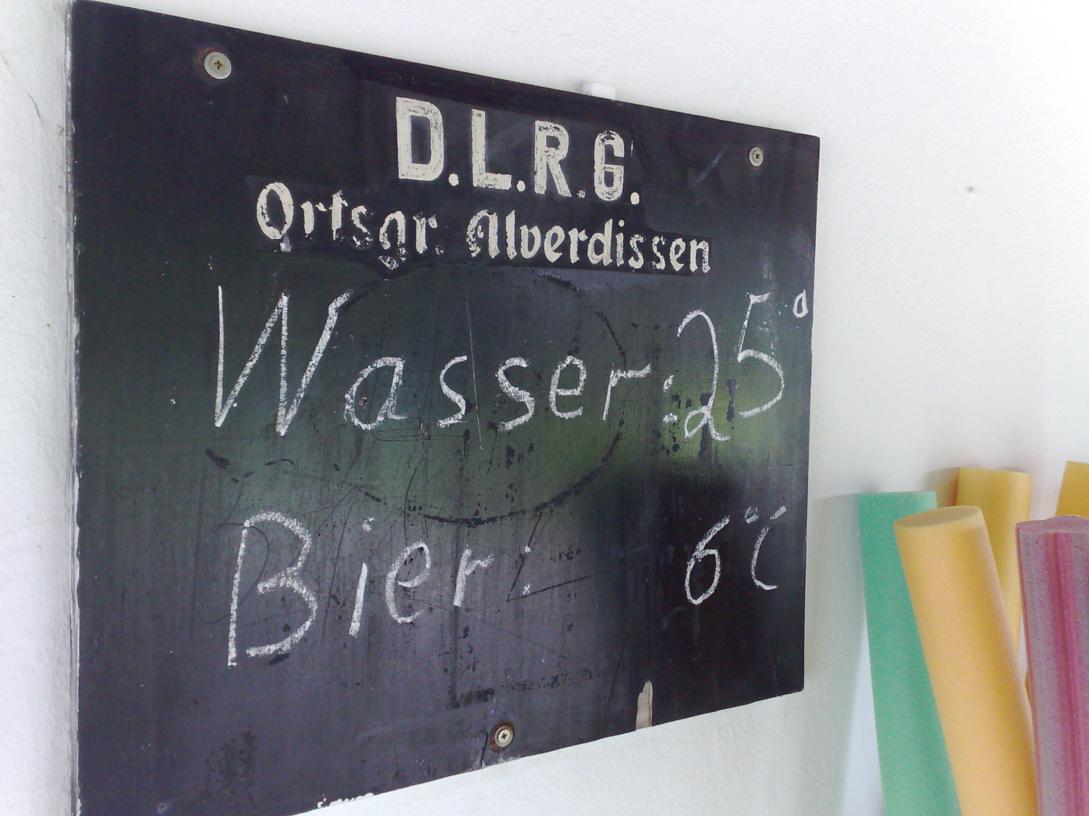 D.L.R.G.
Ortsgr. Alverdissen
Wasser: 25°
Bier: 6°C